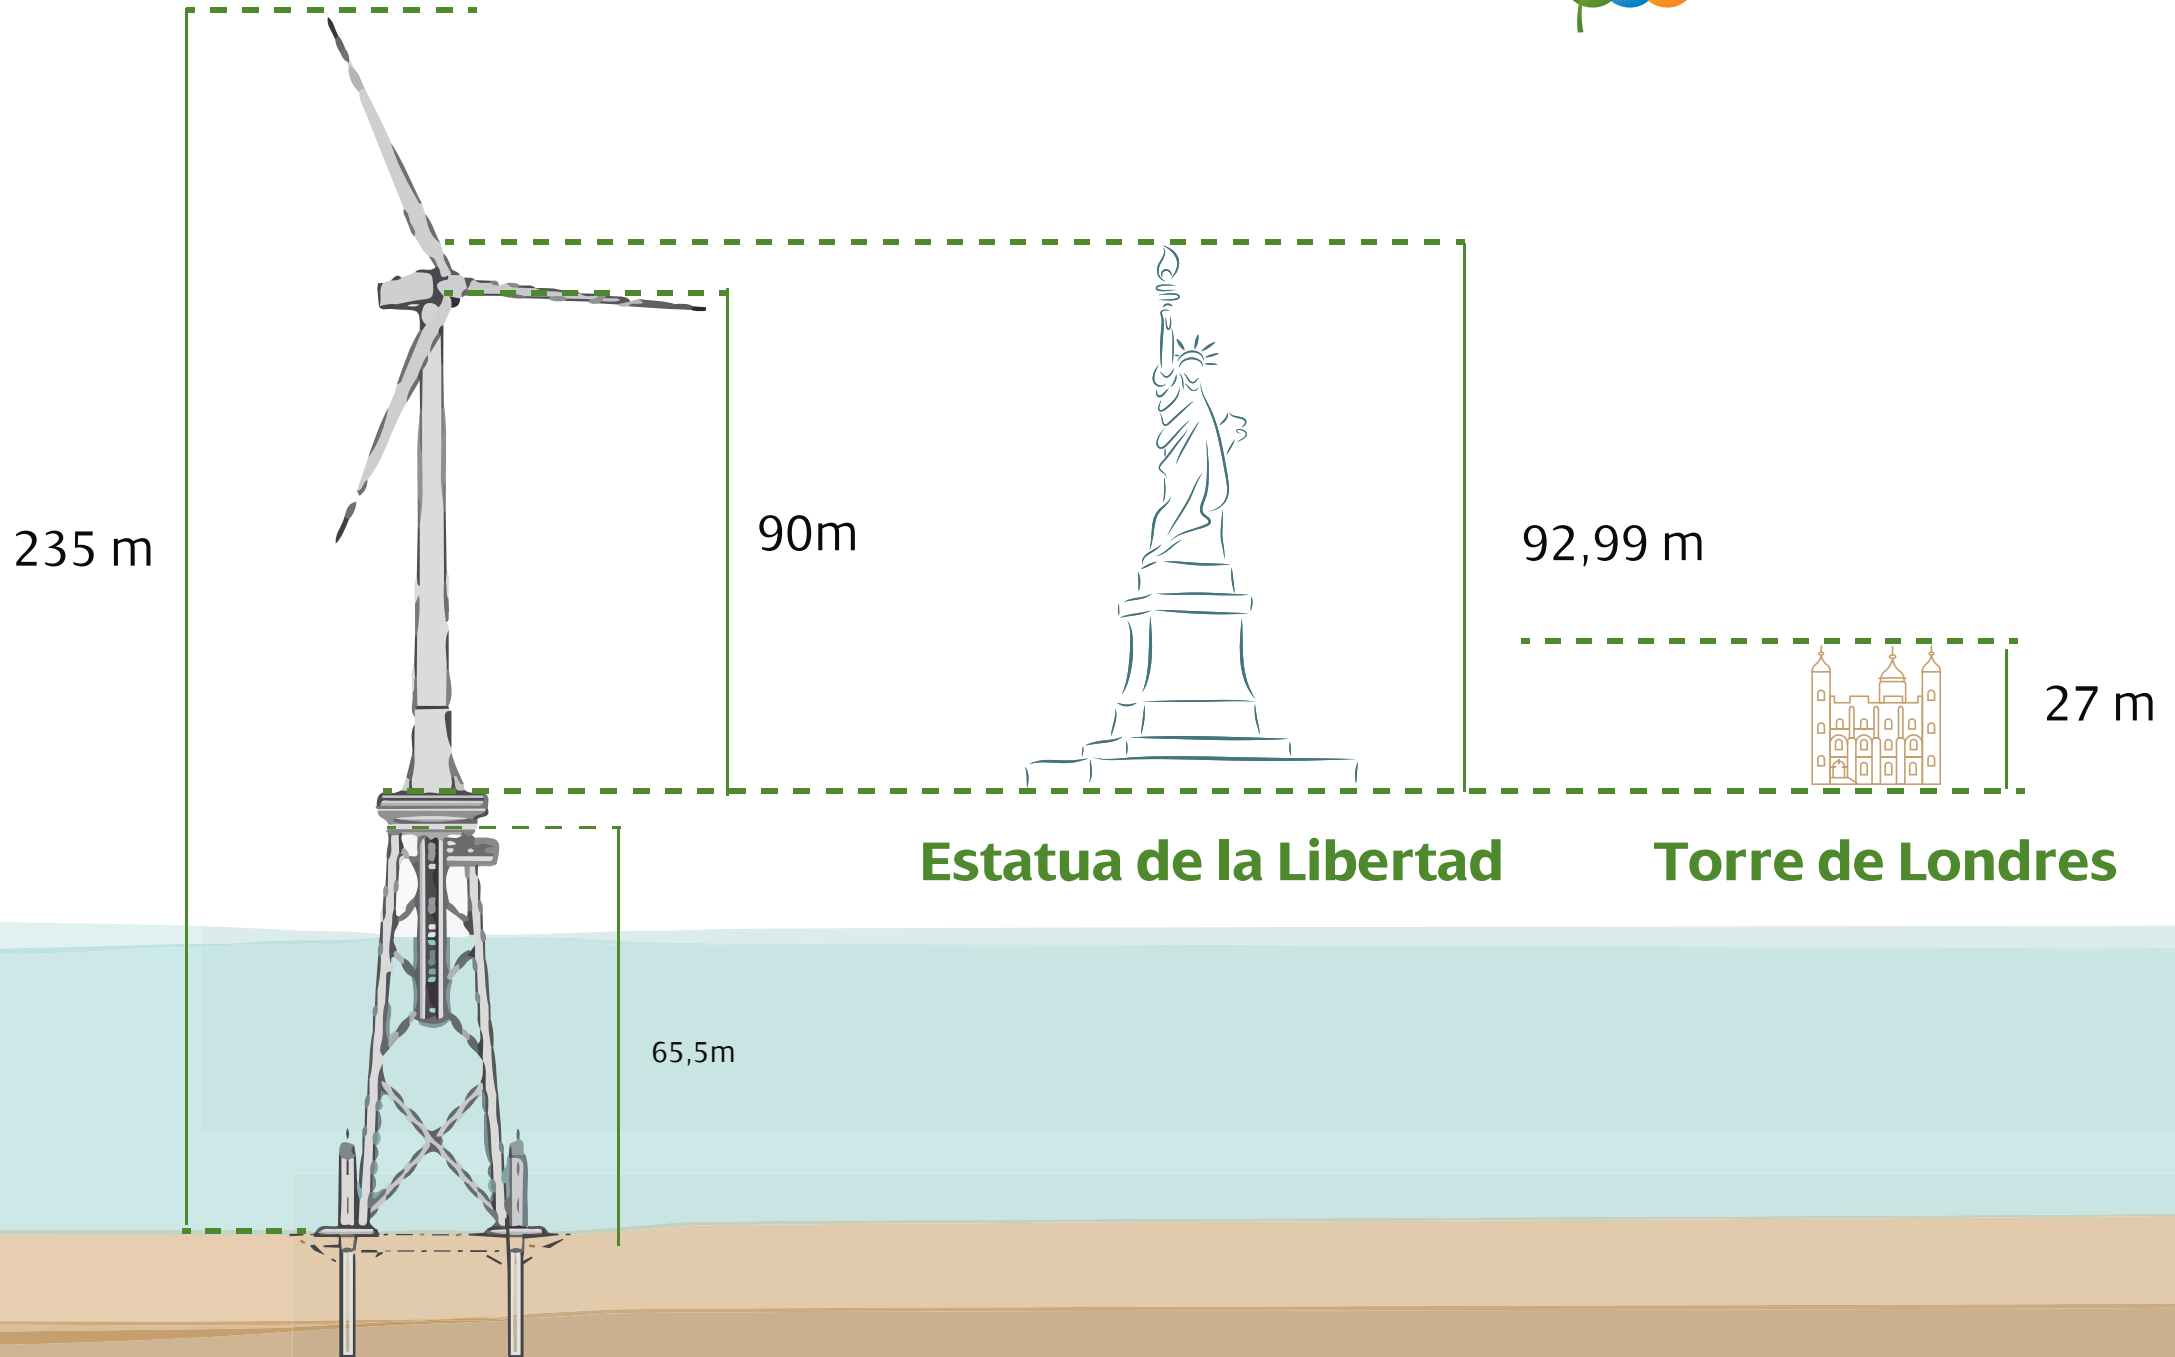 235 m
90m
92,99 m
27 m
Estatua de la Libertad
Torre de Londres
65,5m